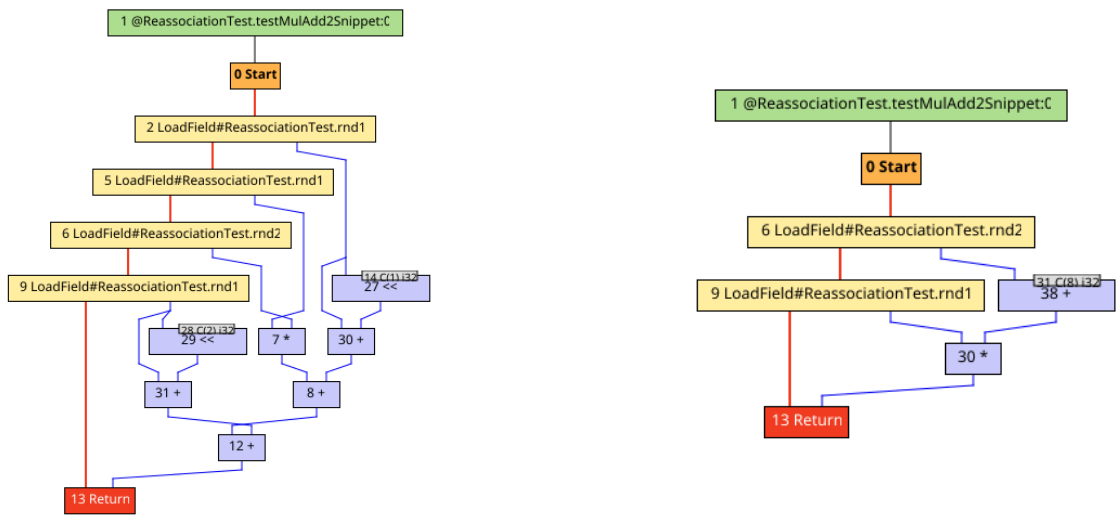 1 @ReassociationTest.testMulAdd2Snippet:0
0 Start
2 LoadField#ReassociationTest.rnd1
5 LoadField#ReassociationTest.rnd1
6 LoadField#ReassociationTest.rnd2
9 LoadField#ReassociationTest.rnd1
14 C(1) i32
27 <<
28 C(2) i32
29 <<
7 *
30 +
31 +
8 +
12 +
13 Return
1 @ReassociationTest.testMulAdd2Snippet:0
0 Start
6 LoadField#ReassociationTest.rnd2
9 LoadField#ReassociationTest.rnd1
31 C(8) i32
38 +
30 *
13 Return